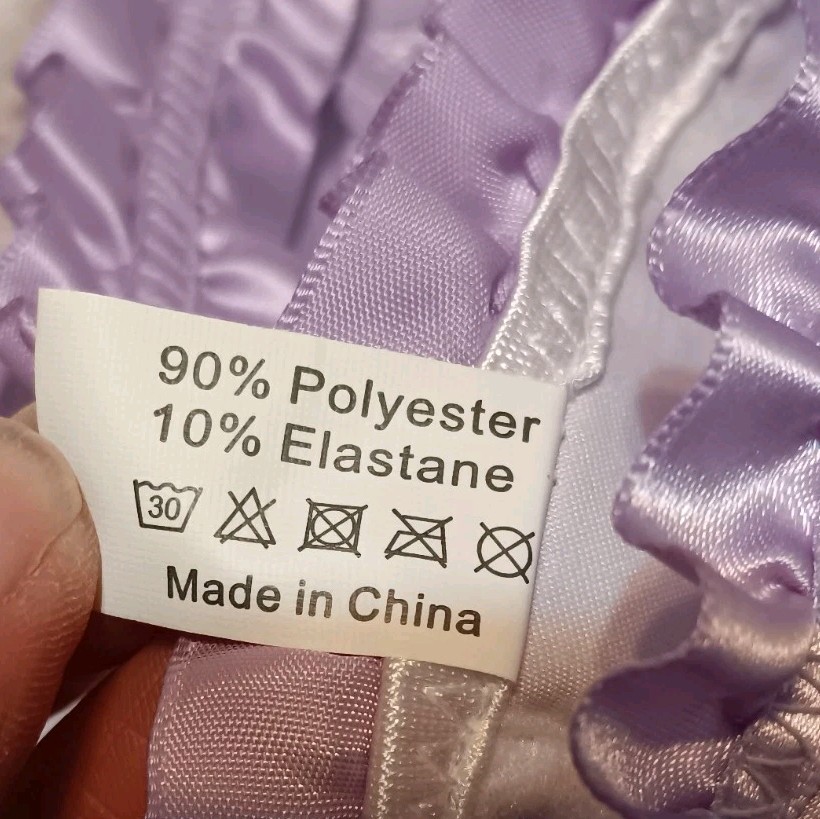 90% Polyester
10% Elastane
30
Made in China